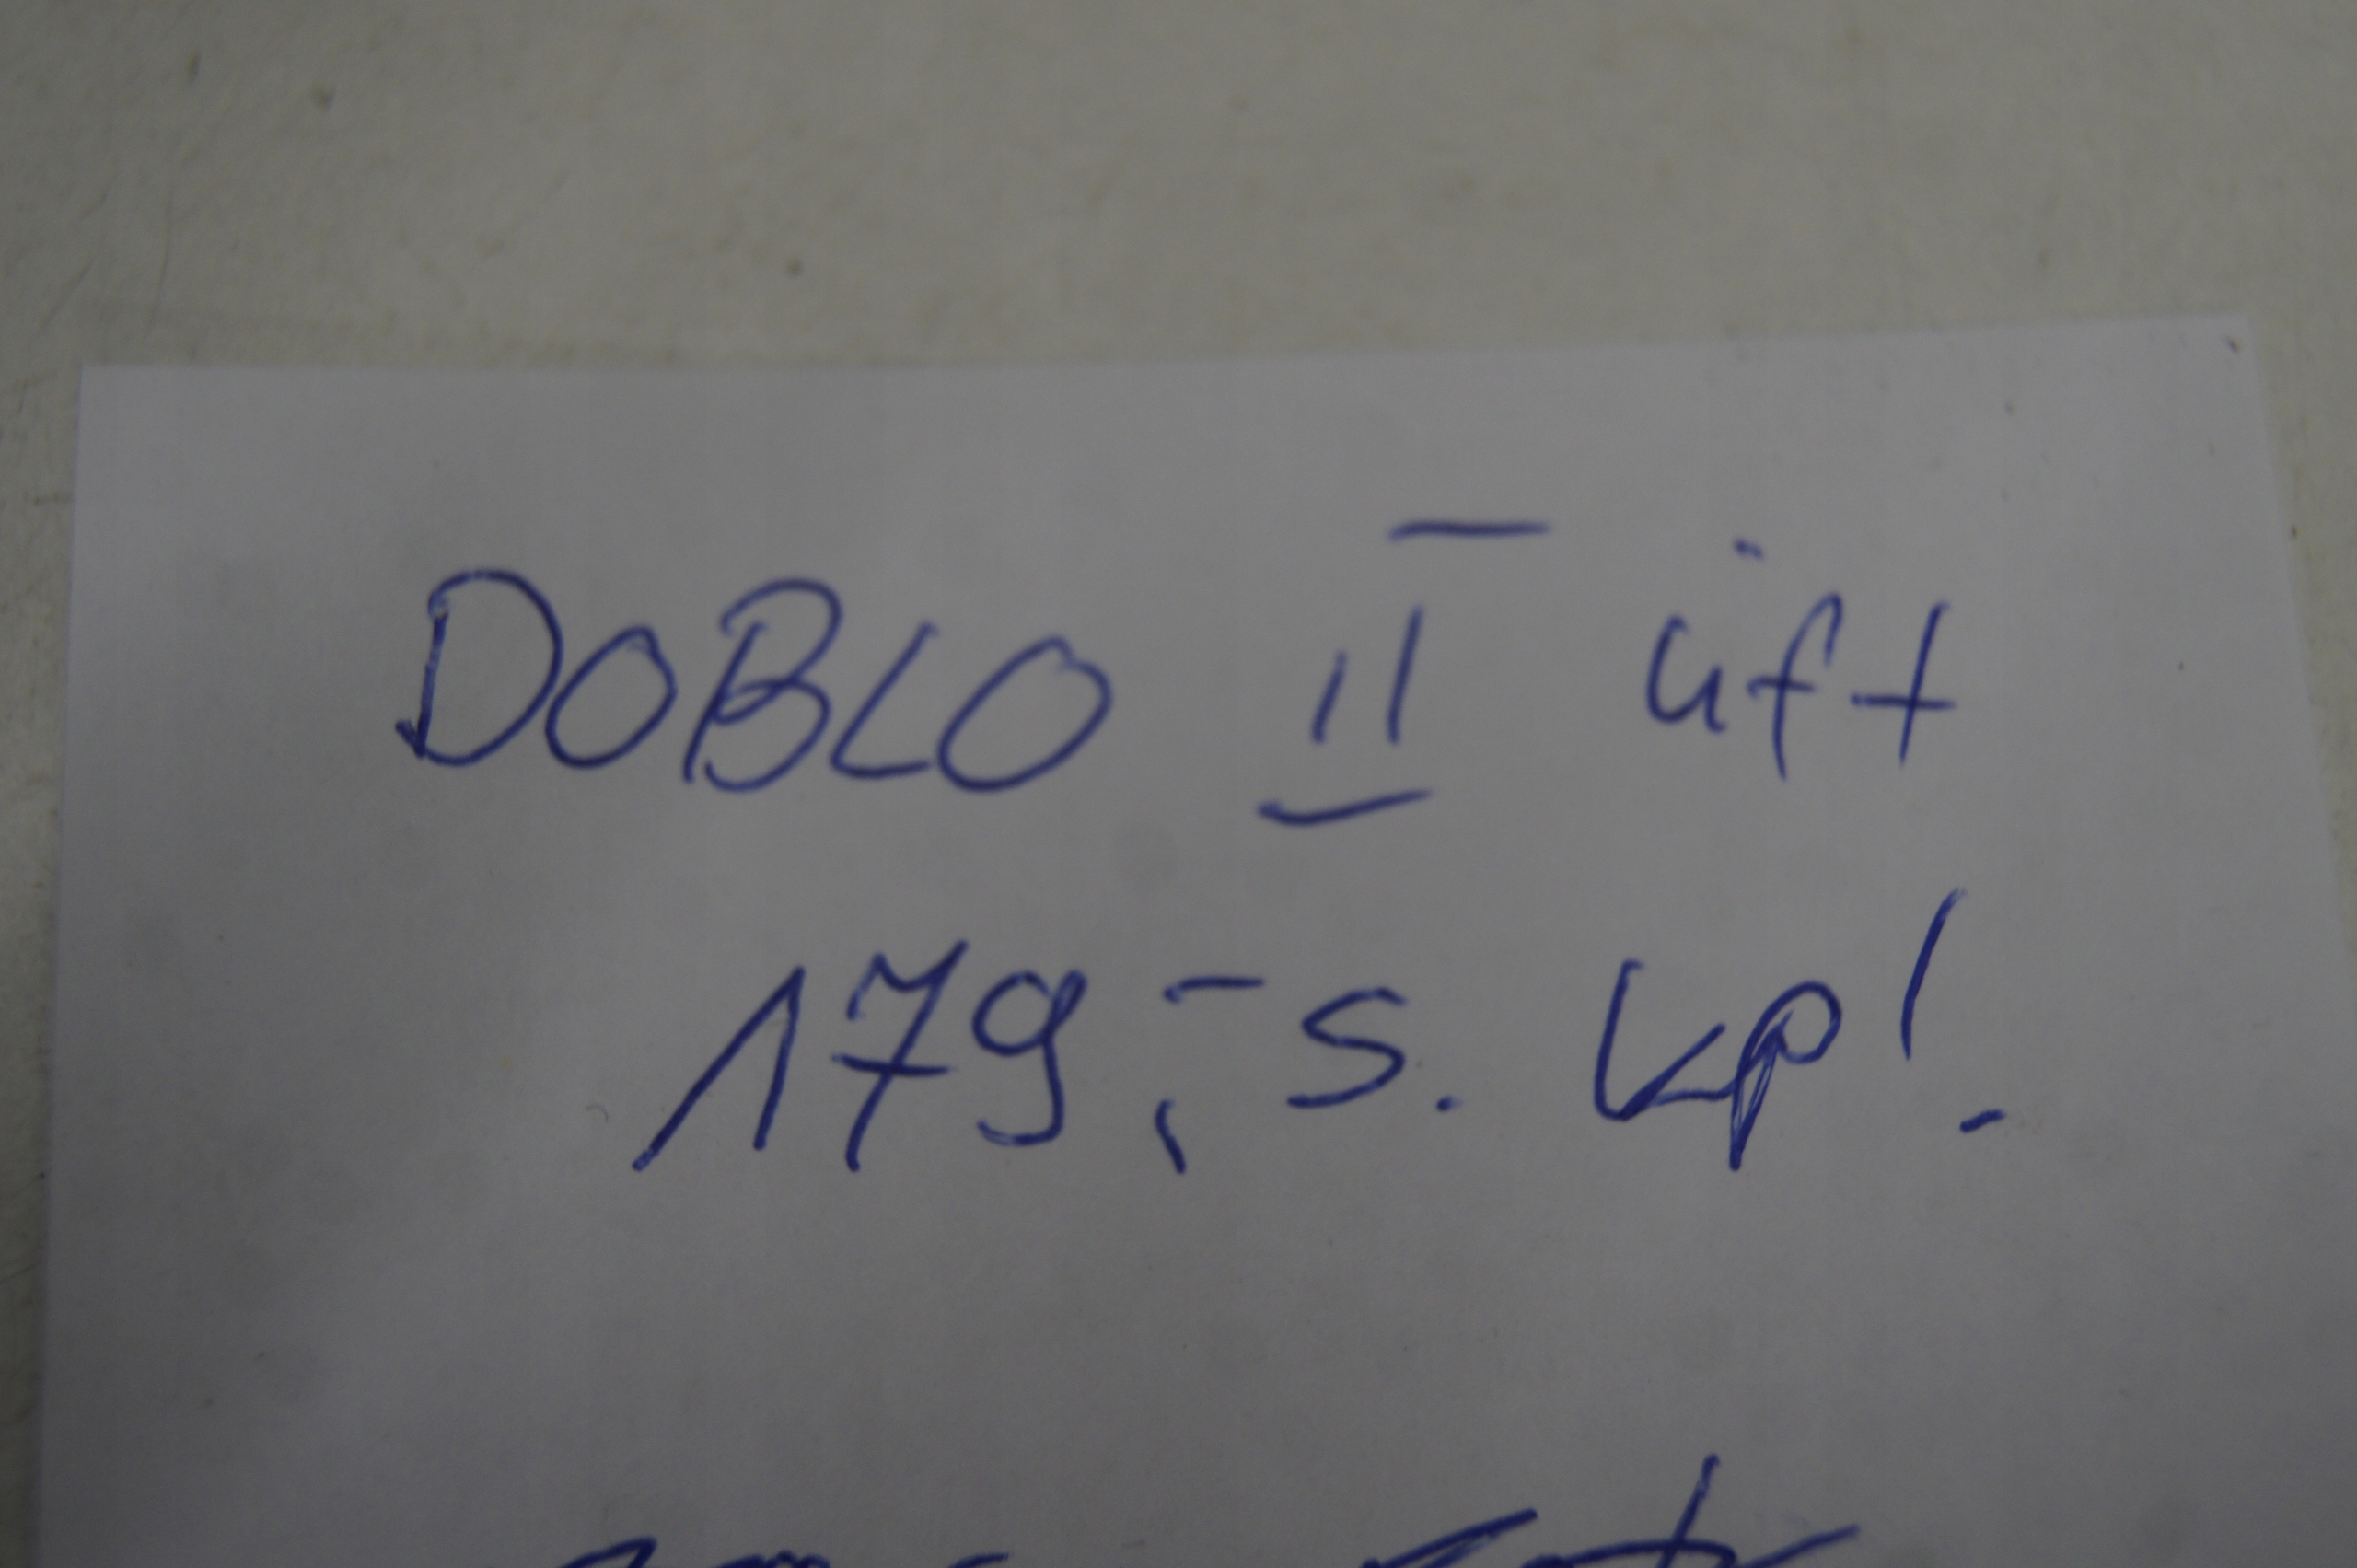 DOBLO II üft
179,- s. kp!